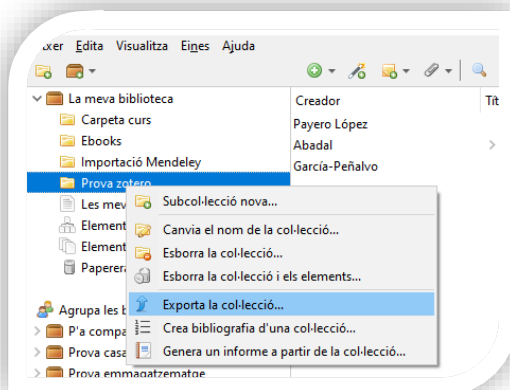 Edita Visualitza Eines Ajuda
La meva biblioteca
Carpeta curs
Ebooks
Importació Mendeley
Prova zotero
Les
Element
Element
Agrupa les
P'a
Prova
Prova emmagatzematge
Creador
Payero López
Abadal
García-Peñalvo
Subcol·lecció nova...
Canvia el nom de la col·lecció...
Esborra la col·lecció...
Esborra la col·lecció i els elements...
Exporta la col·lecció...
Crea bibliografia d'una col·lecció...
Genera un informe a partir de la col·lecció...